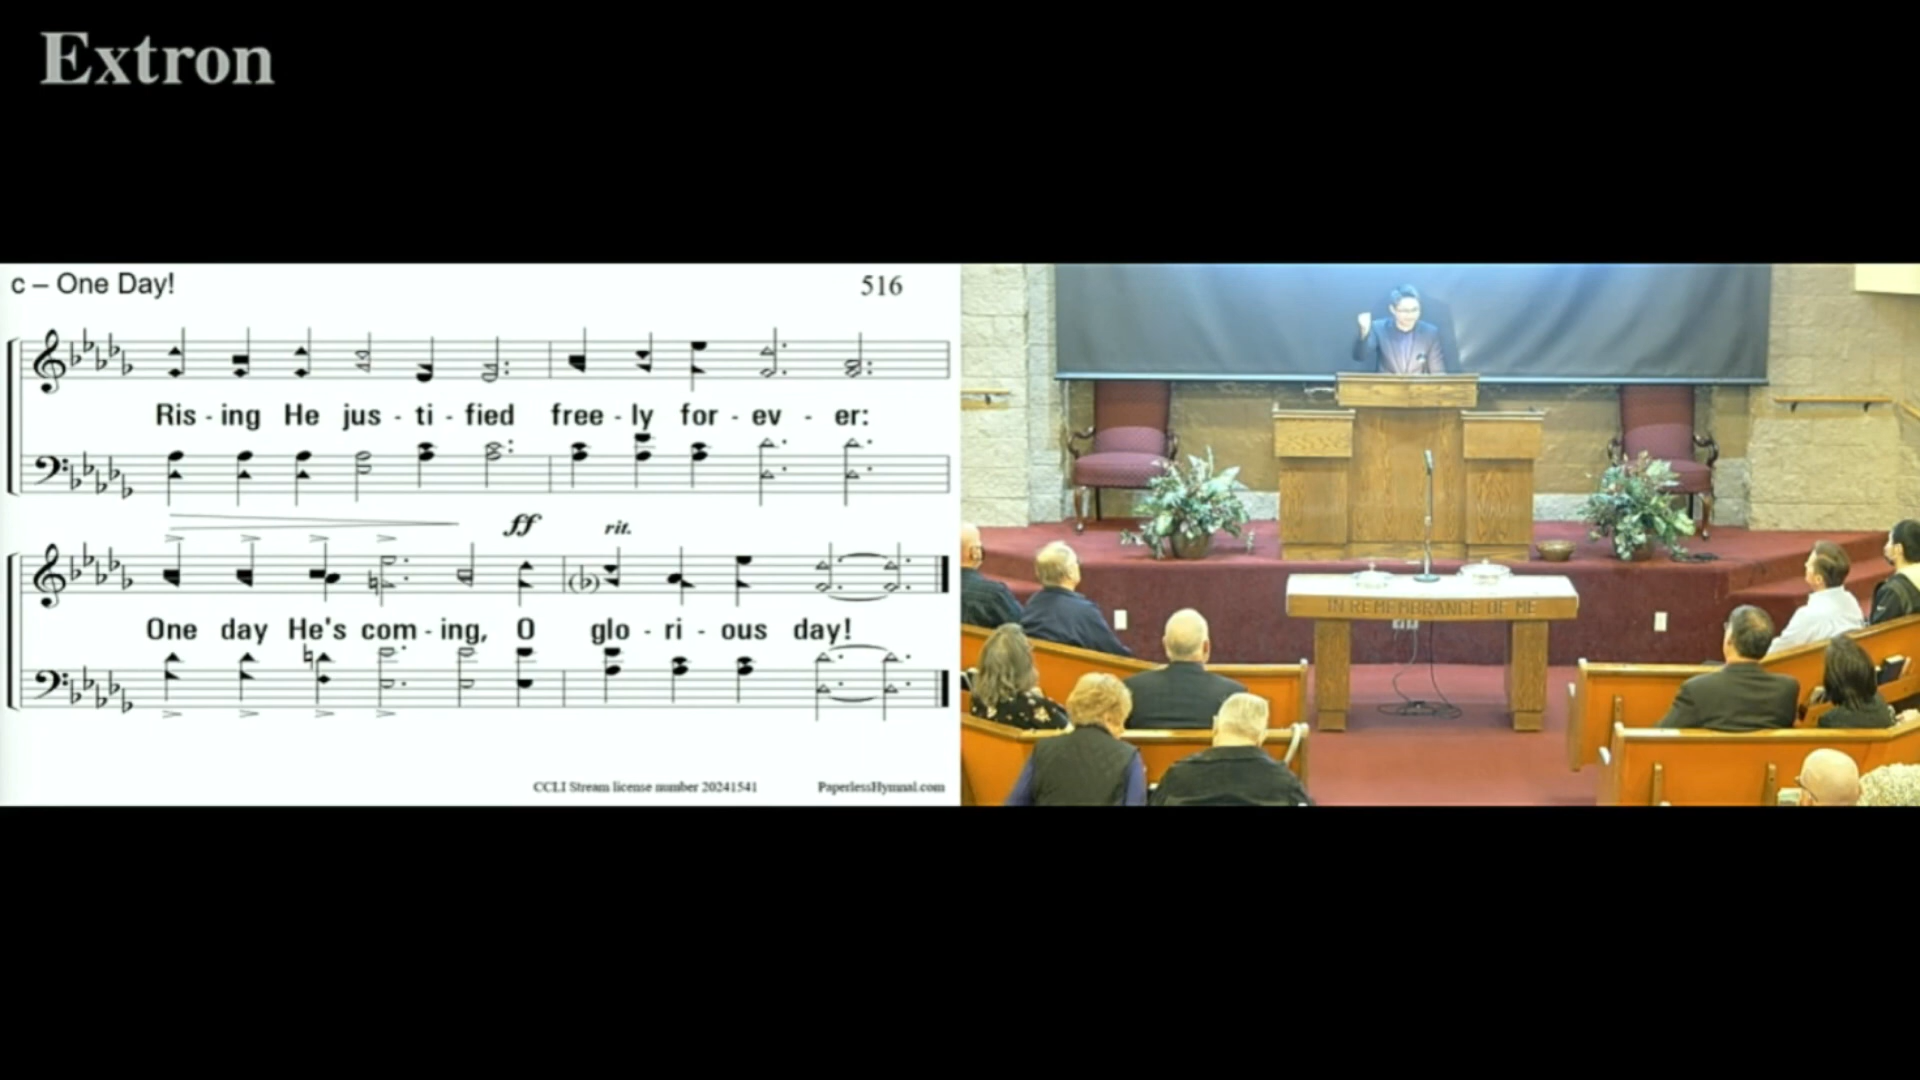 Extron
c – One Day! 516
Ris - ing He jus - ti - fied free - ly for - ev - er:
ff rit.
One day He's com - ing, O glo - ri - ous day!
CCLI Stream license number 20241541 PaperlessHymnal.com
IN REMEMBRANCE OF ME